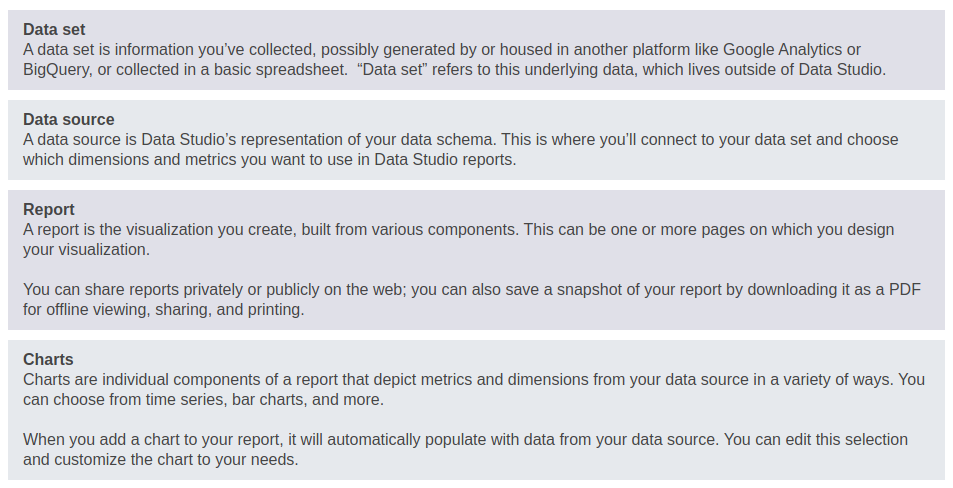 Data set
A data set is information you’ve collected, possibly generated by or housed in another platform like Google Analytics or
BigQuery, or collected in a basic spreadsheet.  “Data set” refers to this underlying data, which lives outside of Data Studio.
Data source
A data source is Data Studio’s representation of your data schema. This is where you’ll connect to your data set and choose
which dimensions and metrics you want to use in Data Studio reports.
Report
A report is the visualization you create, built from various components. This can be one or more pages on which you design
your visualization.
You can share reports privately or publicly on the web; you can also save a snapshot of your report by downloading it as a PDF
for offline viewing, sharing, and printing.
Charts
Charts are individual components of a report that depict metrics and dimensions from your data source in a variety of ways. You
can choose from time series, bar charts, and more.
When you add a chart to your report, it will automatically populate with data from your data source. You can edit this selection
and customize the chart to your needs.